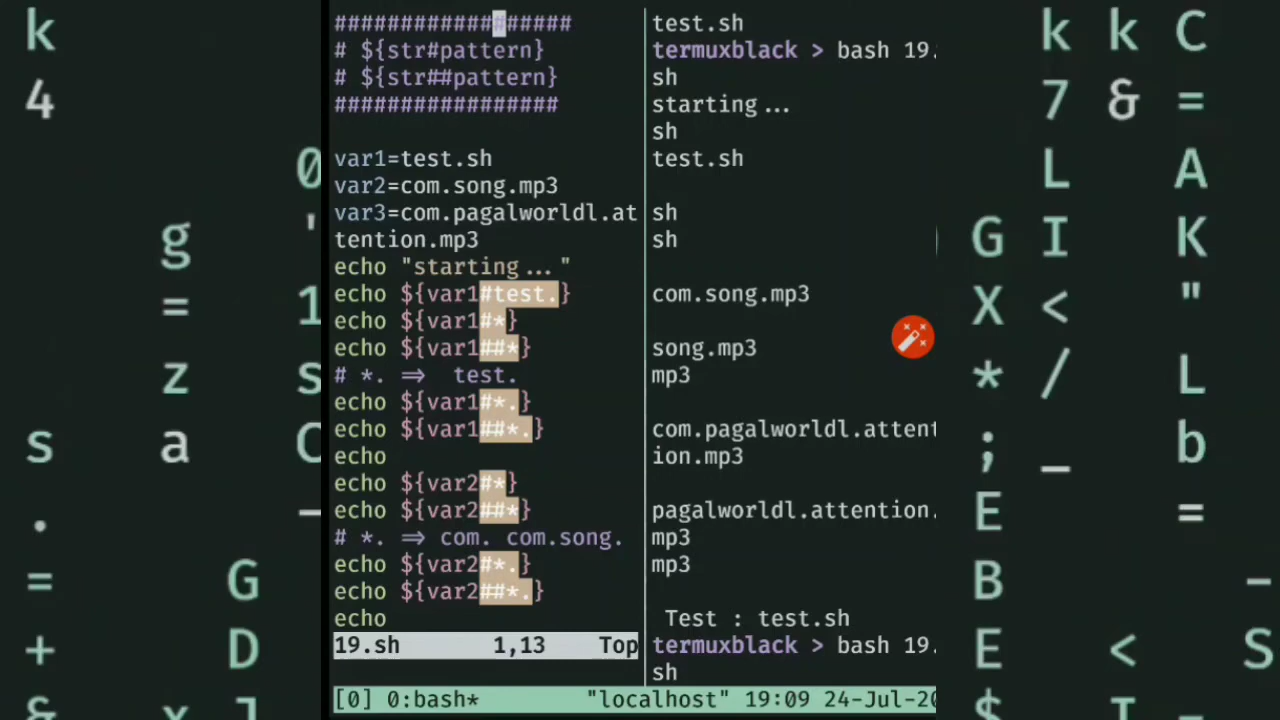 #################
# ${str#pattern}
# ${str##pattern}
#################
var1=test.sh
var2=com.song.mp3
var3=com.pagalworldl.at
tention.mp3
echo "starting..."
echo ${var1#test.}
echo ${var1#*}
echo ${var1##*}
# *. => test.
echo ${var1#*.}
echo ${var1##*.}
echo
echo ${var2#*}
echo ${var2##*}
# *. => com. com.song.
echo ${var2#*.}
echo ${var2##*.}
echo
19.sh 1,13 Top
test.sh
termuxblack > bash 19.
sh
starting...
sh
test.sh
sh
sh
com.song.mp3
song.mp3
mp3
com.pagalworldl.attent
ion.mp3
pagalworldl.attention.
mp3
mp3
Test : test.sh
termuxblack > bash 19.
sh
[0] 0:bash* "localhost" 19:09 24-Jul-20
k
4
0
g '
= 1
z s
s a C
. –
= G
+ D
k k C
7 & =
L A
G I K
X < "
* / L
; _ b
E =
B –
E < S
$